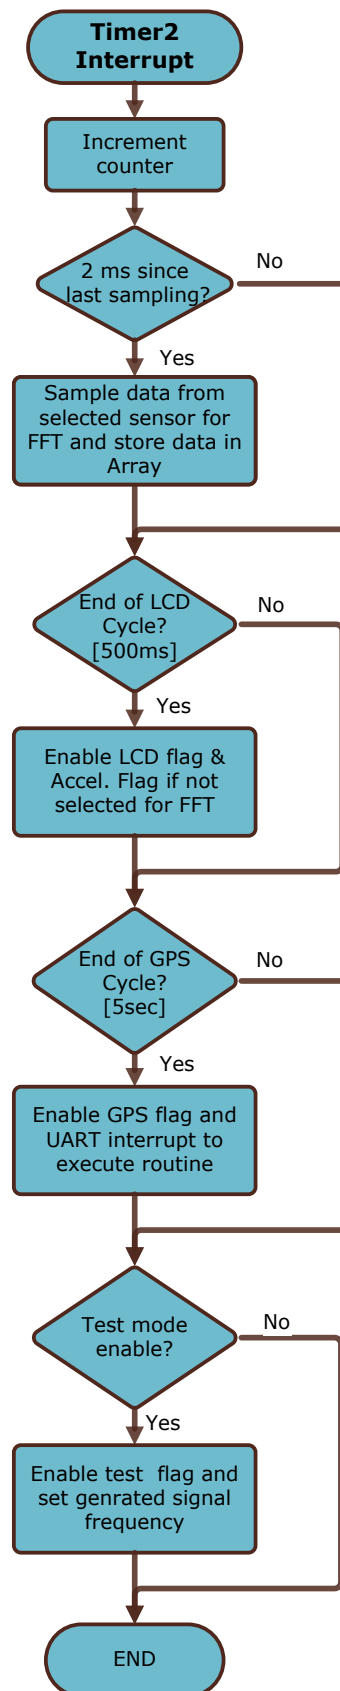 Timer2
Interrupt
Increment
counter
2 ms since
last sampling?
No
Yes
Sample data from
selected sensor for
FFT and store data in
Array
End of LCD
Cycle?
[500ms]
No
Yes
Enable LCD flag &
Accel. Flag if not
selected for FFT
End of GPS
Cycle?
[5sec]
No
Yes
Enable GPS flag and
UART interrupt to
execute routine
Test mode
enable?
No
Yes
Enable test  flag and
set genrated signal
frequency
END